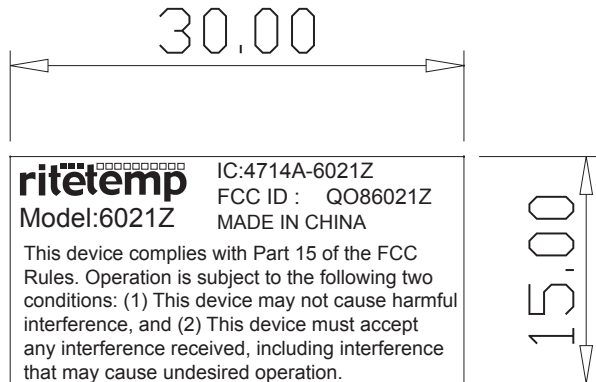 30.00
ritetemp
Model:6021Z
IC:4714A-6021Z
FCC ID : QO86021Z
MADE IN CHINA
This device complies with Part 15 of the FCC
Rules. Operation is subject to the following two
conditions: (1) This device may not cause harmful
interference, and (2) This device must accept
any interference received, including interference
that may cause undesired operation.
15.00